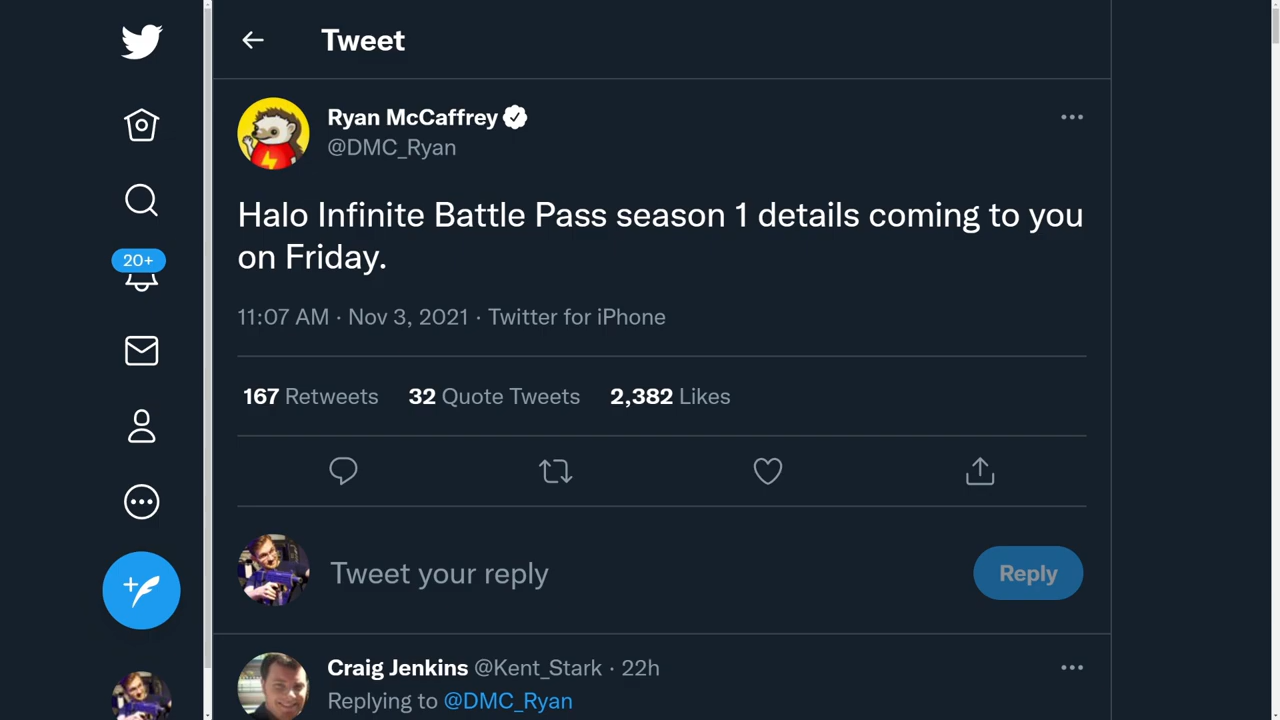 Tweet
Ryan McCaffrey
@DMC_Ryan
Halo Infinite Battle Pass season 1 details coming to you
on Friday.
11:07 AM · Nov 3, 2021 · Twitter for iPhone
167 Retweets 32 Quote Tweets 2,382 Likes
20+
Tweet your reply
Reply
Craig Jenkins @Kent_Stark · 22h
Replying to @DMC_Ryan